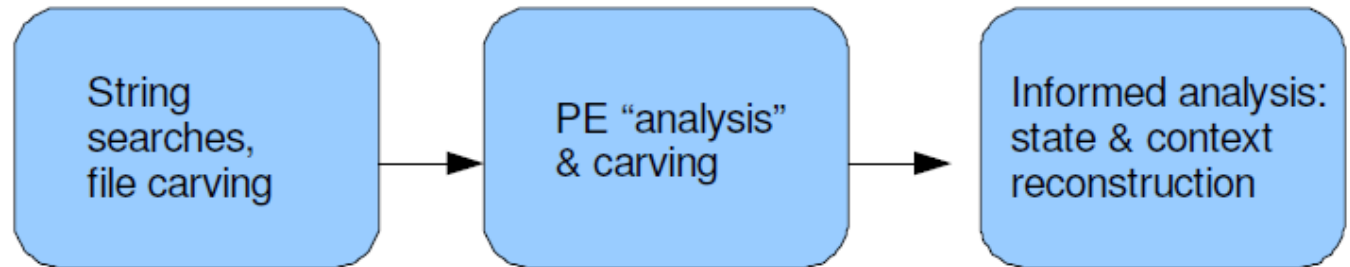 String
searches,
file carving
PE “analysis”
& carving
Informed analysis:
state & context
reconstruction